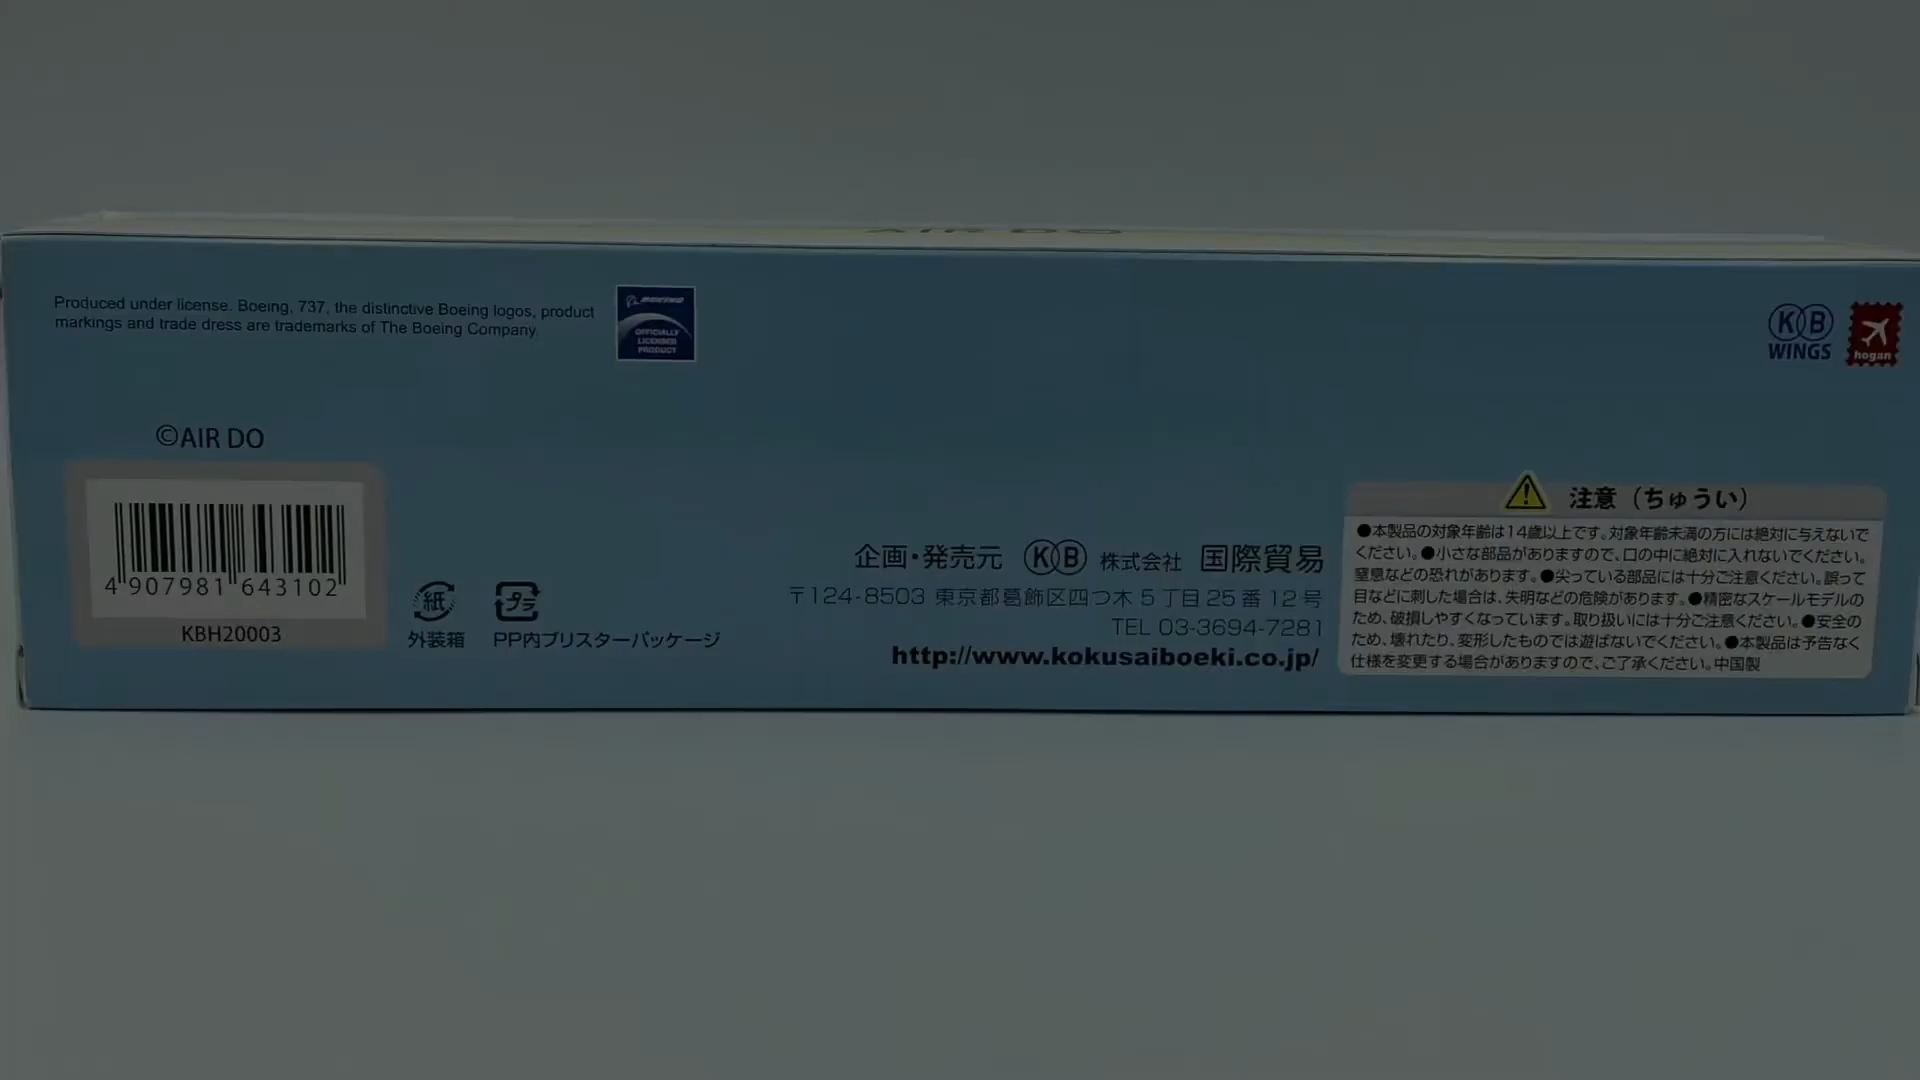 AIR DO
Produced under license. Boeing, 737, the distinctive Boeing logos, product
markings and trade dress are trademarks of The Boeing Company.
BOEING
OFFICIALLY
LICENSED
PRODUCT
KB
WINGS
hogan
©AIR DO
4 907981 643102
KBH20003
紙
外装箱
プラ
PP内ブリスターパッケージ
企画・発売元 KB 株式会社 国際貿易
〒124-8503 東京都葛飾区四つ木5丁目25番12号
TEL 03-3694-7281
http://www.kokusaiboeki.co.jp/
注意（ちゅうい）
●本製品の対象年齢は14歳以上です。対象年齢未満の方には絶対に与えないで
ください。●小さな部品がありますので、口の中に絶対に入れないでください。
窒息などの恐れがあります。●尖っている部品には十分ご注意ください。誤って
目などに刺した場合は、失明などの危険があります。●精密なスケールモデルの
ため、破損しやすくなっています。取り扱いには十分ご注意ください。●安全の
ため、壊れたり、変形したものでは遊ばないでください。●本製品は予告なく
仕様を変更する場合がありますので、ご了承ください。中国製